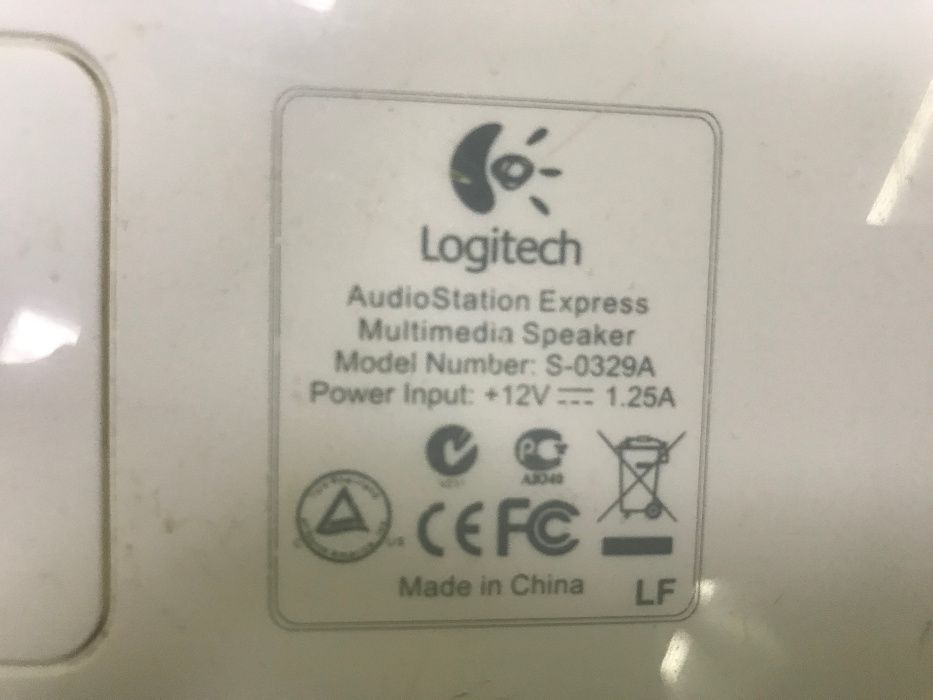 Logitech
AudioStation Express
Multimedia Speaker
Model Number: S-0329A
Power Input: +12V ⎓ 1.25A
CE FC
Made in China
LF